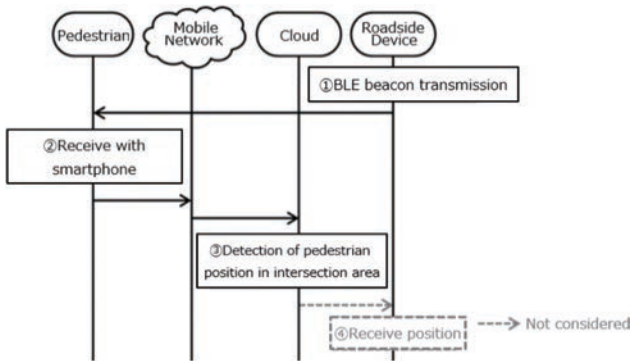 Pedestrian
Mobile
Network
Cloud
Roadside
Device
①BLE beacon transmission
②Receive with
smartphone
③Detection of pedestrian
position in intersection area
④Receive position
Not considered